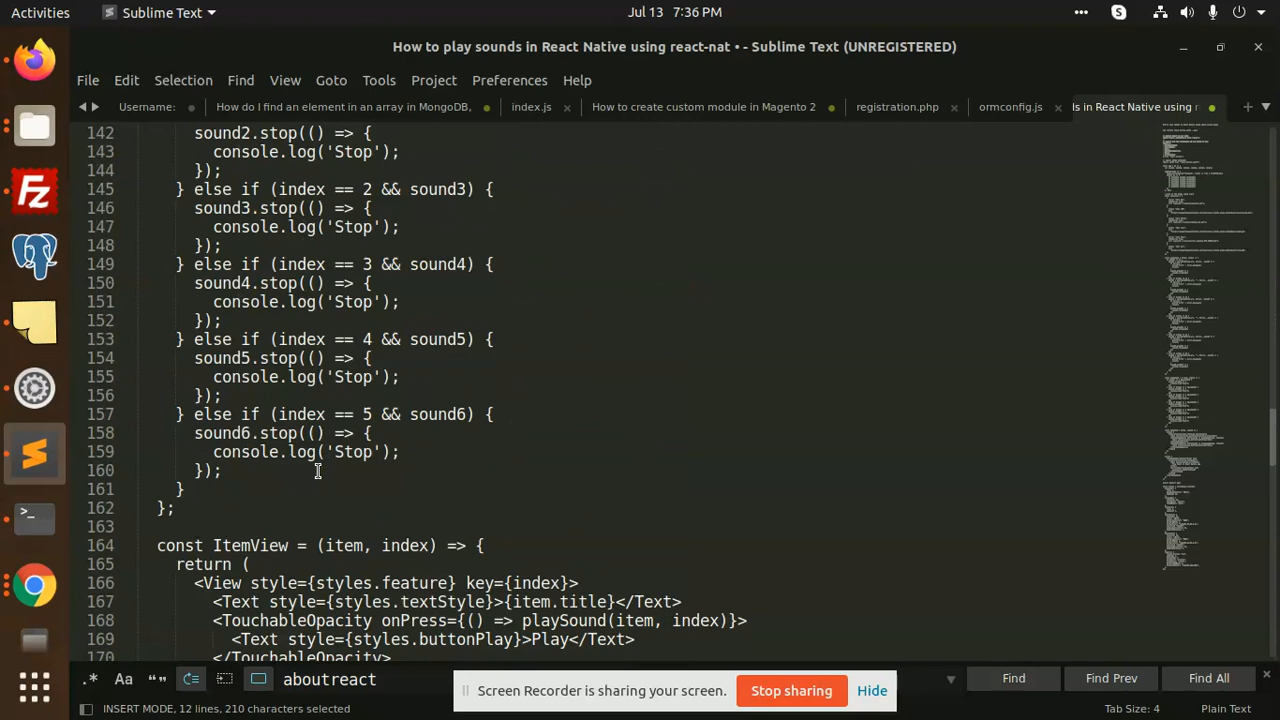 Activities
Sublime Text
Jul 13 7:36 PM
How to play sounds in React Native using react-nat • - Sublime Text (UNREGISTERED)
File Edit Selection Find View Goto Tools Project Preferences Help
Username:
How do I find an element in an array in MongoDB,
index.js
How to create custom module in Magento 2
registration.php
ormconfig.js
ls in React Native using r
142 sound2.stop(() => {
143 console.log('Stop');
144 });
145 } else if (index == 2 && sound3) {
146 sound3.stop(() => {
147 console.log('Stop');
148 });
149 } else if (index == 3 && sound4) {
150 sound4.stop(() => {
151 console.log('Stop');
152 });
153 } else if (index == 4 && sound5) {
154 sound5.stop(() => {
155 console.log('Stop');
156 });
157 } else if (index == 5 && sound6) {
158 sound6.stop(() => {
159 console.log('Stop');
160 });
161 }
162 };
163
164 const ItemView = (item, index) => {
165 return (
166 <View style={styles.feature} key={index}>
167 <Text style={styles.textStyle}>{item.title}</Text>
168 <TouchableOpacity onPress={() => playSound(item, index)}>
169 <Text style={styles.buttonPlay}>Play</Text>
170 </TouchableOpacity>
.* Aa “” aboutreact
Find Find Prev Find All
Screen Recorder is sharing your screen. Stop sharing Hide
INSERT MODE, 12 lines, 210 characters selected
Tab Size: 4 Plain Text